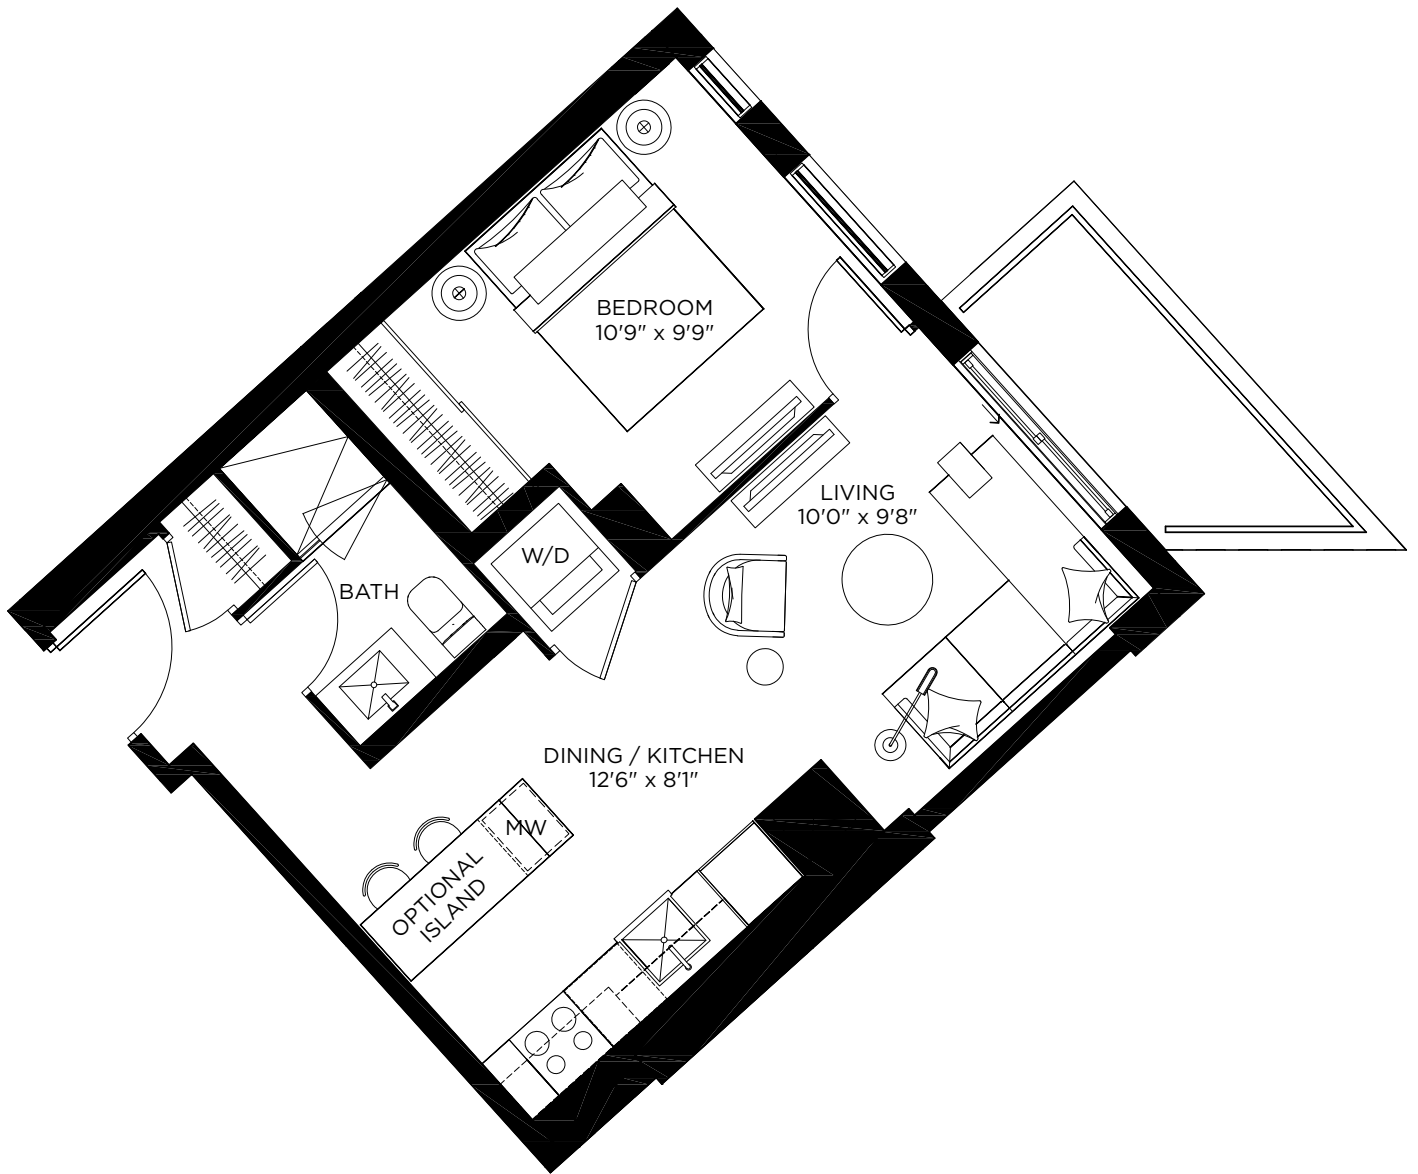 BEDROOM
10'9" x 9'9"
LIVING
10'0" x 9'8"
W/D
BATH
DINING / KITCHEN
12'6" x 8'1"
MW
OPTIONAL
ISLAND